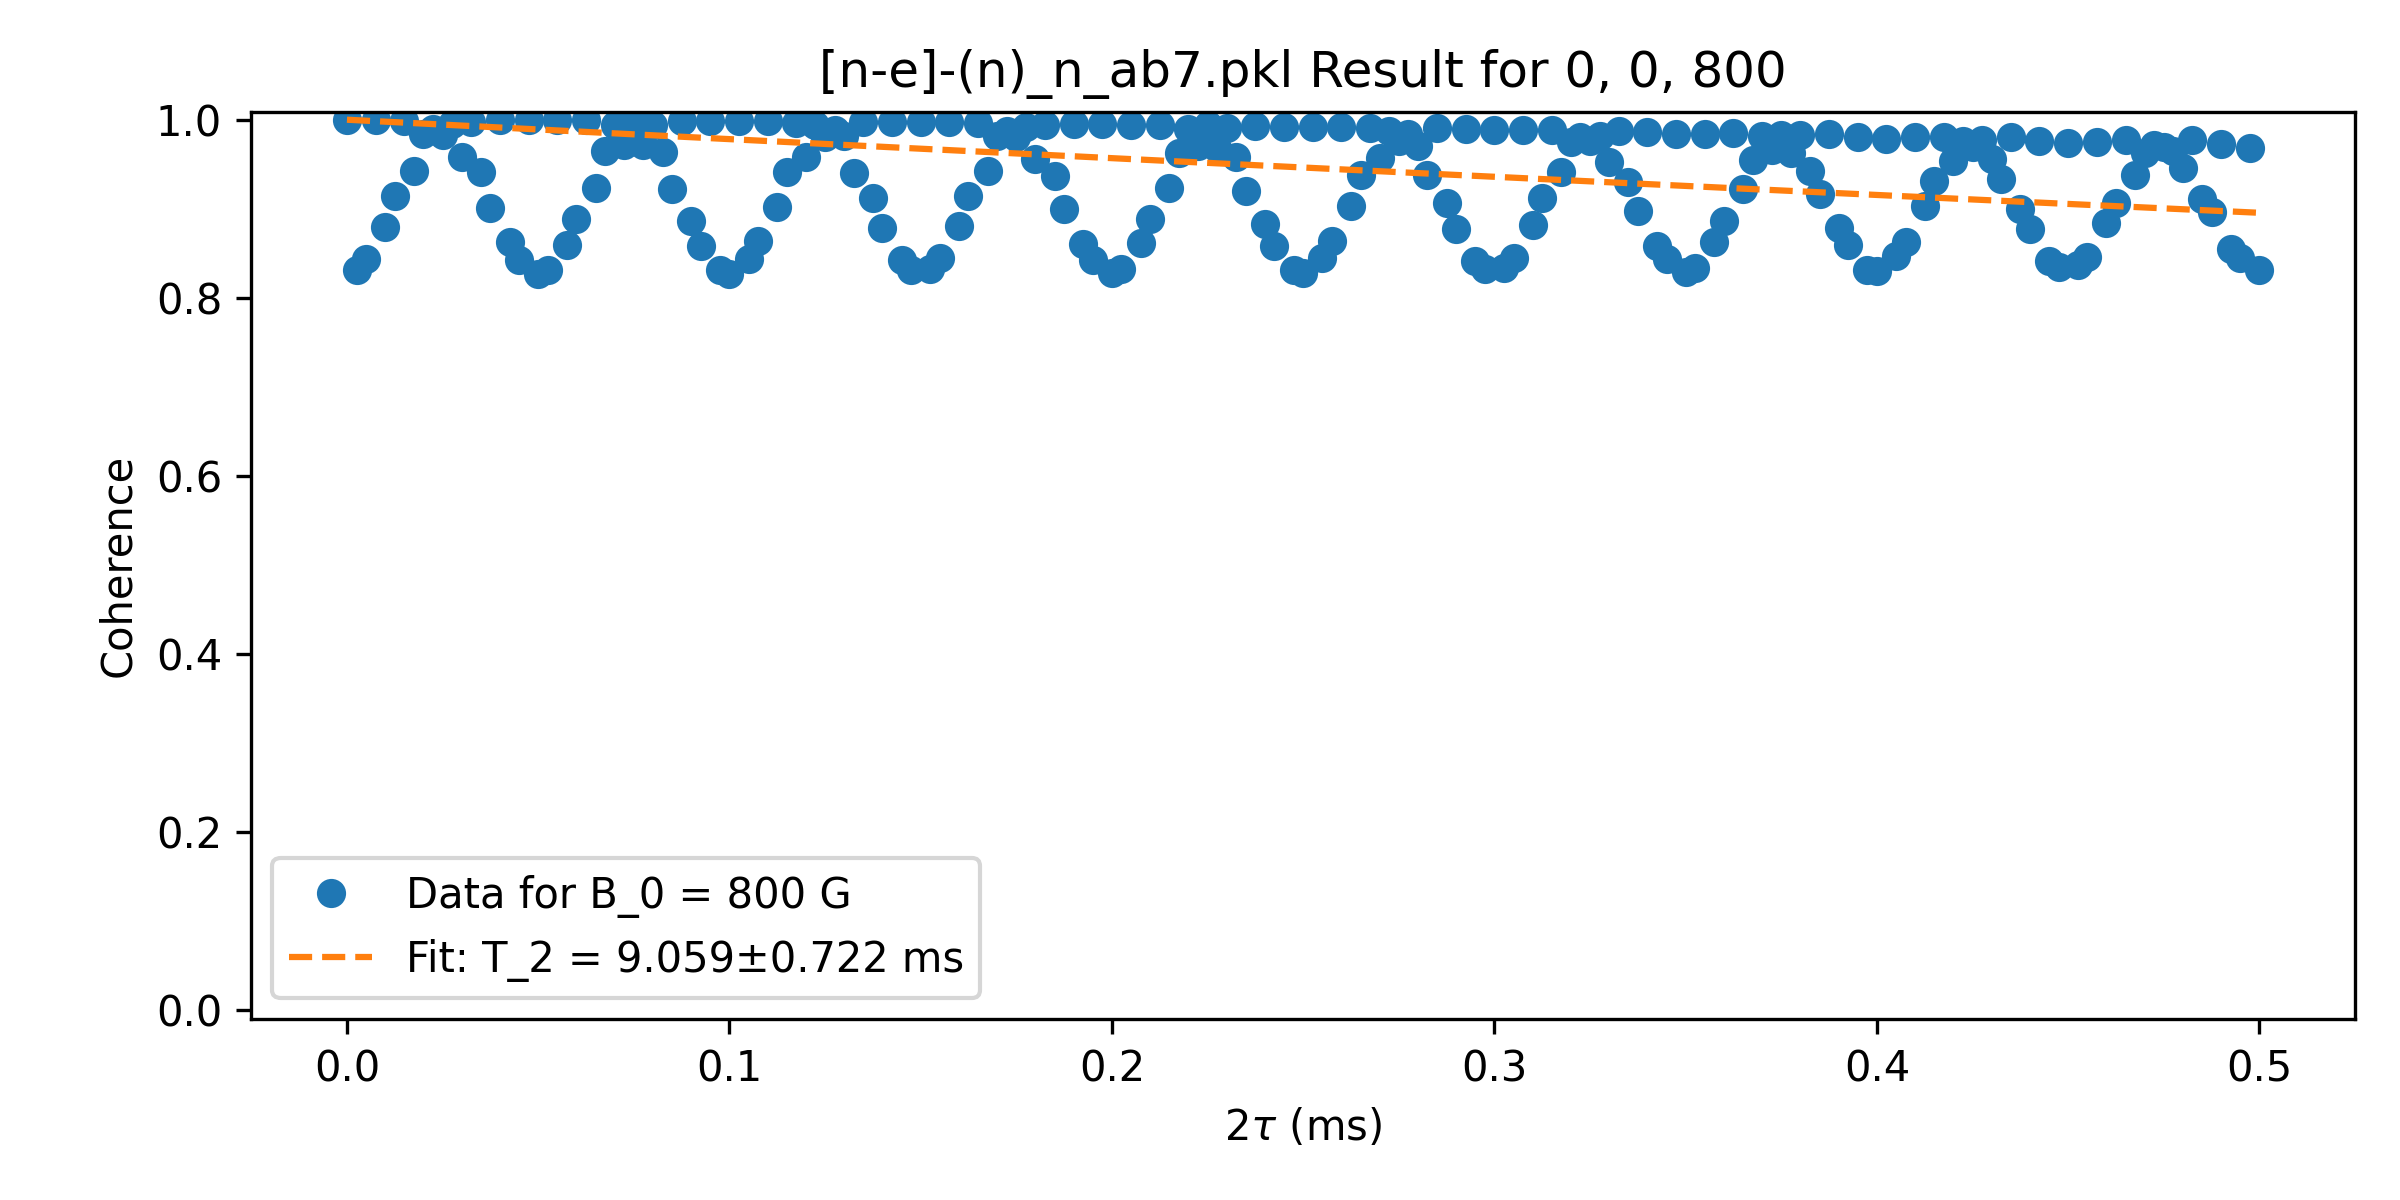 [n-e]-(n)_n_ab7.pkl Result for 0, 0, 800
1.0
0.8
0.6
0.4
0.2
0.0
Coherence
Data for B_0 = 800 G
Fit: T_2 = 9.059±0.722 ms
0.0 0.1 0.2 0.3 0.4 0.5
2τ (ms)